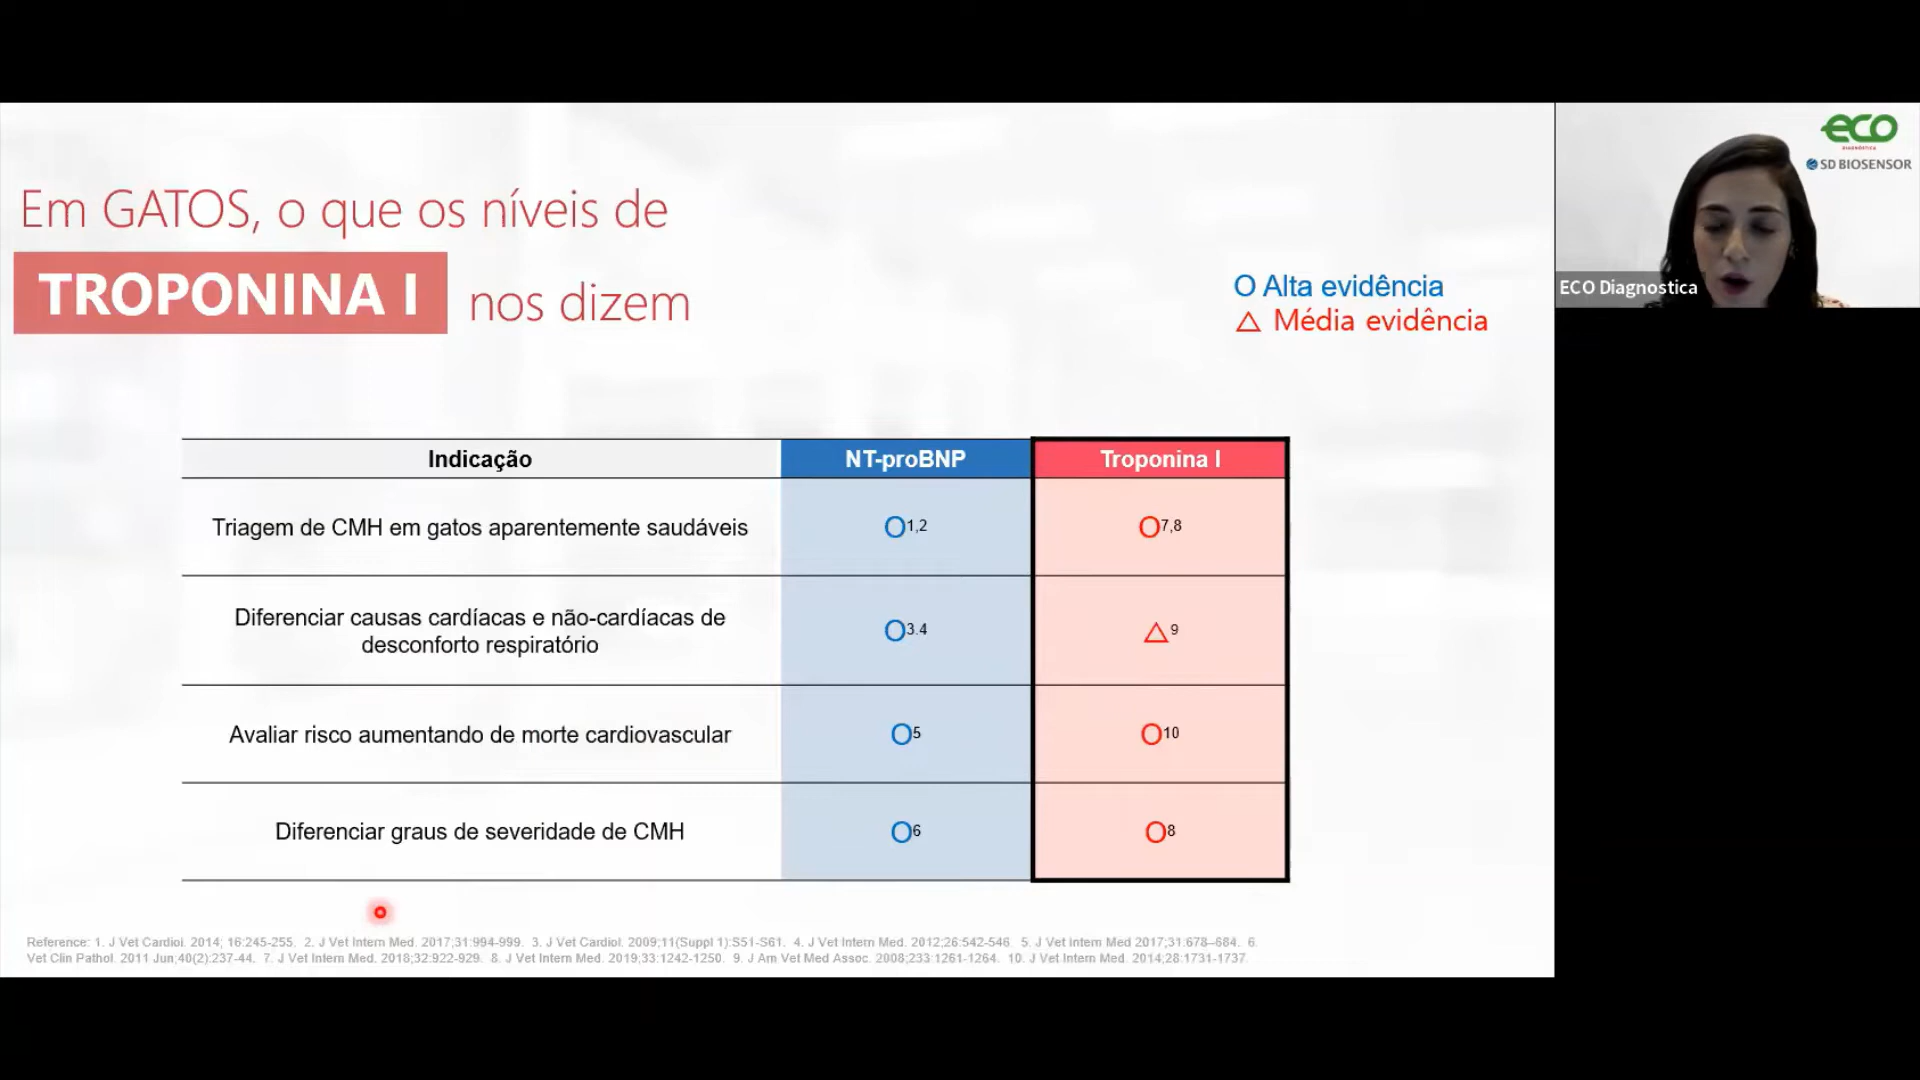 Em GATOS, o que os níveis de
TROPONINA I nos dizem
O Alta evidência
△ Média evidência
eco
DIAGNÓSTICA
SD BIOSENSOR
ECO Diagnostica
Indicação NT-proBNP Troponina I
Triagem de CMH em gatos aparentemente saudáveis O1,2 O7,8
Diferenciar causas cardíacas e não-cardíacas de
desconforto respiratório O3.4 △9
Avaliar risco aumentando de morte cardiovascular O5 O10
Diferenciar graus de severidade de CMH O6 O8
Reference: 1. J Vet Cardiol. 2014; 16:245-255. 2. J Vet Intern Med. 2017;31:994-999. 3. J Vet Cardiol. 2009;11(Suppl 1):S51-S61. 4. J Vet Intern Med. 2012;26:542-546. 5. J Vet Intern Med 2017;31:678–684. 6.
Vet Clin Pathol. 2011 Jun;40(2):237-44. 7. J Vet Intern Med. 2018;32:922-929. 8. J Vet Intern Med. 2019;33:1242-1250. 9. J Am Vet Med Assoc. 2008;233:1261-1264. 10. J Vet Intern Med. 2014;28:1731-1737.